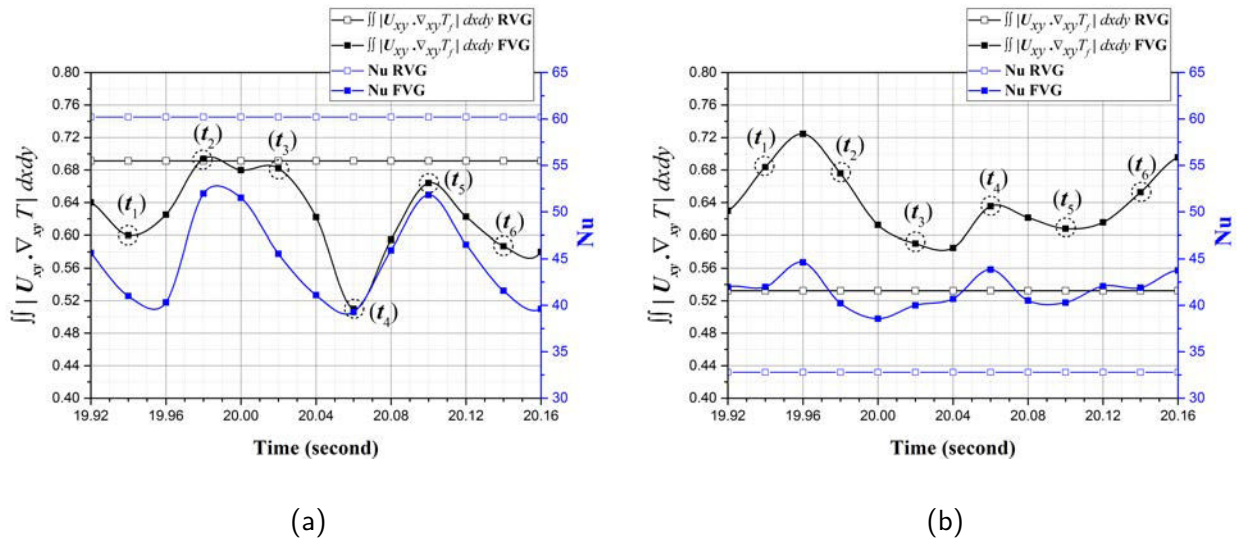 ∬ |U_xy . ∇_xy T_f| dxdy RVG
∬ |U_xy . ∇_xy T_f| dxdy FVG
Nu RVG
Nu FVG
∬ | U_xy . ∇_xy T | dxdy
0.80
0.76
0.72
0.68
0.64
0.60
0.56
0.52
0.48
0.44
0.40
(t_1)
(t_2)
(t_3)
(t_4)
(t_5)
(t_6)
65
60
55
50
45
40
35
30
Nu
19.92 19.96 20.00 20.04 20.08 20.12 20.16
Time (second)
(a)
∬ |U_xy . ∇_xy T_f| dxdy RVG
∬ |U_xy . ∇_xy T_f| dxdy FVG
Nu RVG
Nu FVG
∬ | U_xy . ∇_xy T | dxdy
0.80
0.76
0.72
0.68
0.64
0.60
0.56
0.52
0.48
0.44
0.40
(t_1)
(t_2)
(t_3)
(t_4)
(t_5)
(t_6)
65
60
55
50
45
40
35
30
Nu
19.92 19.96 20.00 20.04 20.08 20.12 20.16
Time (second)
(b)